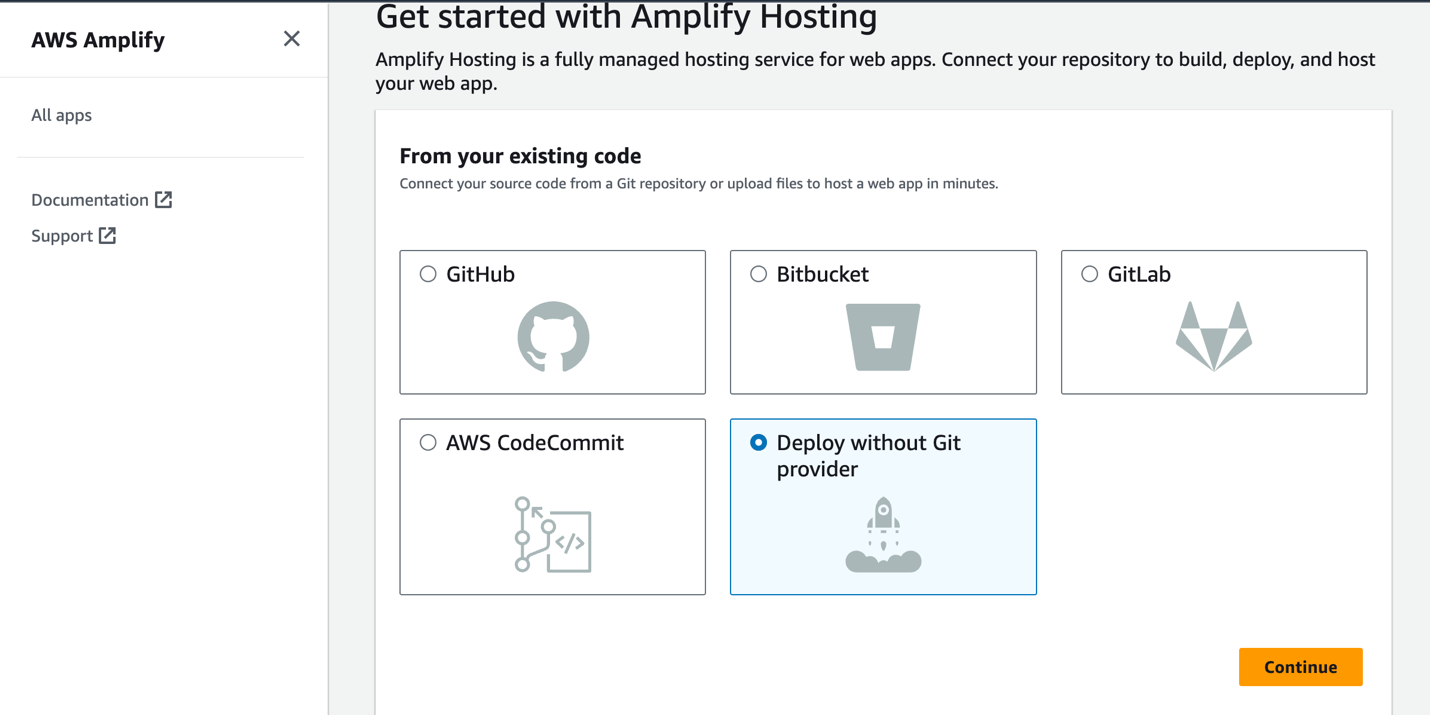 Get started with Amplify Hosting
AWS Amplify
Amplify Hosting is a fully managed hosting service for web apps. Connect your repository to build, deploy, and host
your web app.
All apps
Documentation
Support
From your existing code
Connect your source code from a Git repository or upload files to host a web app in minutes.
GitHub
Bitbucket
GitLab
AWS CodeCommit
Deploy without Git
provider
Continue